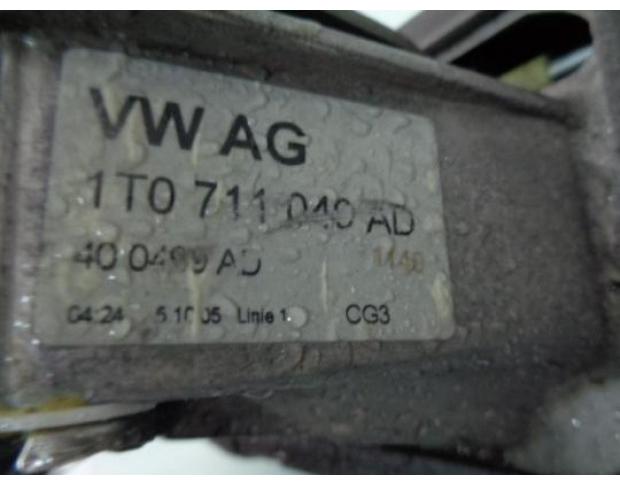 VW AG
1T0 711 049 AD
40 0499 AD 1146
04:24 5.10.05 Linie 1 CG3